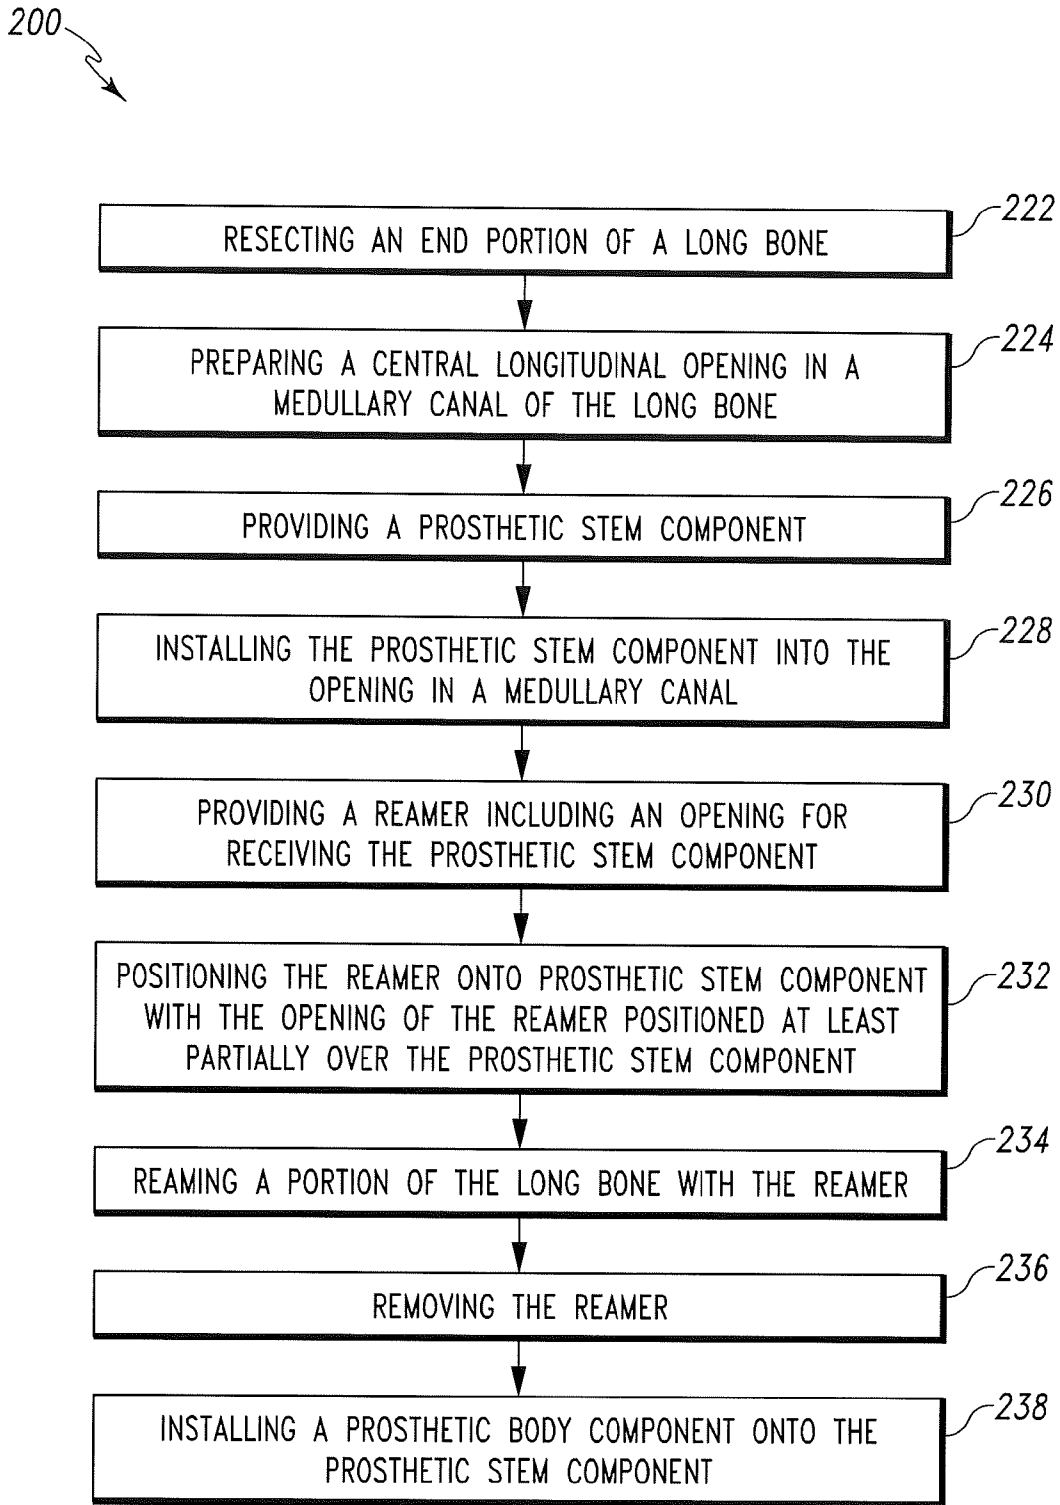 200
RESECTING AN END PORTION OF A LONG BONE
222
PREPARING A CENTRAL LONGITUDINAL OPENING IN A
MEDULLARY CANAL OF THE LONG BONE
224
PROVIDING A PROSTHETIC STEM COMPONENT
226
INSTALLING THE PROSTHETIC STEM COMPONENT INTO THE
OPENING IN A MEDULLARY CANAL
228
PROVIDING A REAMER INCLUDING AN OPENING FOR
RECEIVING THE PROSTHETIC STEM COMPONENT
230
POSITIONING THE REAMER ONTO PROSTHETIC STEM COMPONENT
WITH THE OPENING OF THE REAMER POSITIONED AT LEAST
PARTIALLY OVER THE PROSTHETIC STEM COMPONENT
232
REAMING A PORTION OF THE LONG BONE WITH THE REAMER
234
REMOVING THE REAMER
236
INSTALLING A PROSTHETIC BODY COMPONENT ONTO THE
PROSTHETIC STEM COMPONENT
238